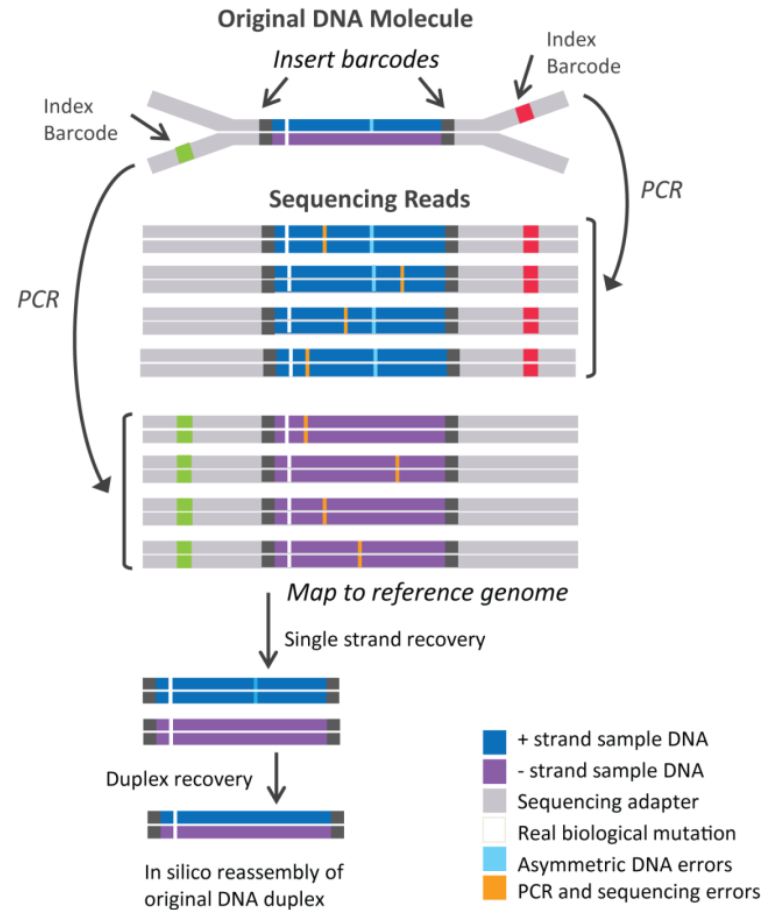 Original DNA Molecule
Insert barcodes
Index
Barcode
Index
Barcode
PCR
Sequencing Reads
PCR
Map to reference genome
Single strand recovery
Duplex recovery
In silico reassembly of
original DNA duplex
+ strand sample DNA
- strand sample DNA
Sequencing adapter
Real biological mutation
Asymmetric DNA errors
PCR and sequencing errors